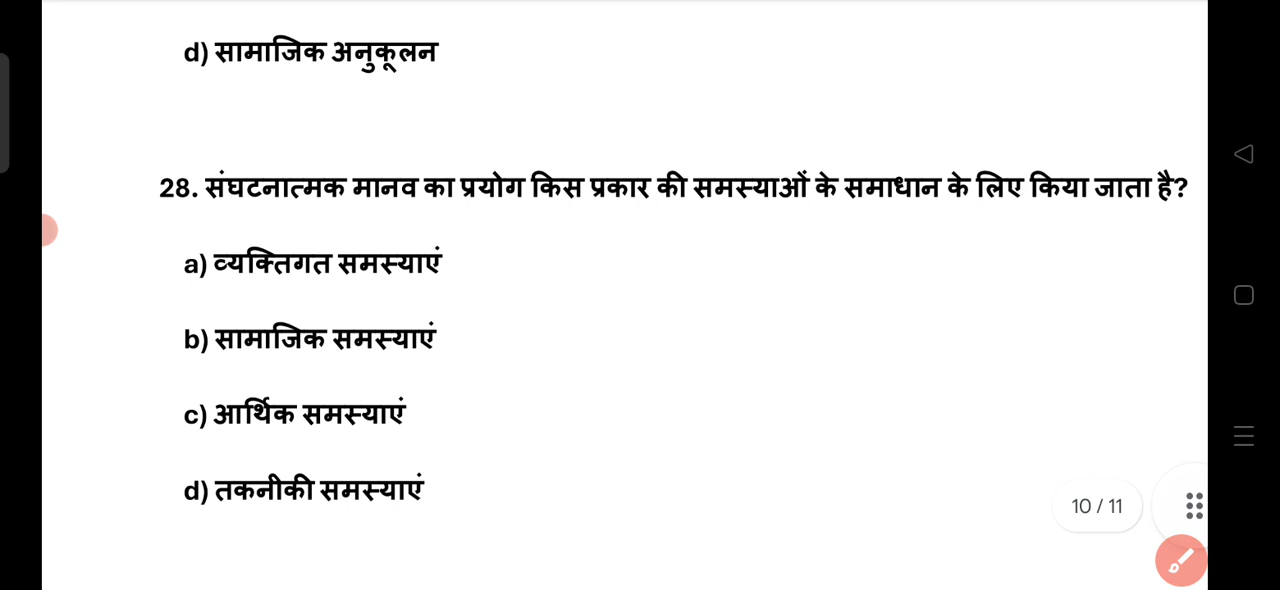 d) सामाजिक अनुकूलन
28. संघटनात्मक मानव का प्रयोग किस प्रकार की समस्याओं के समाधान के लिए किया जाता है?
a) व्यक्तिगत समस्याएं
b) सामाजिक समस्याएं
c) आर्थिक समस्याएं
d) तकनीकी समस्याएं
10 / 11